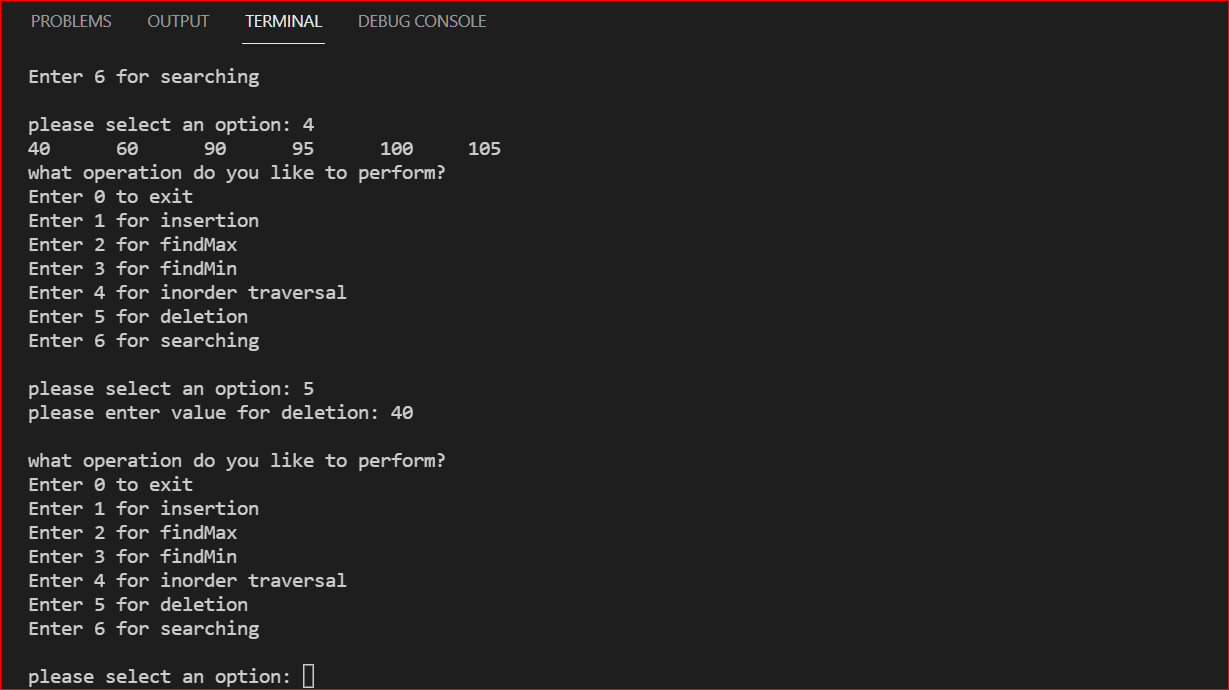 PROBLEMS OUTPUT TERMINAL DEBUG CONSOLE
Enter 6 for searching
please select an option: 4
40 60 90 95 100 105
what operation do you like to perform?
Enter 0 to exit
Enter 1 for insertion
Enter 2 for findMax
Enter 3 for findMin
Enter 4 for inorder traversal
Enter 5 for deletion
Enter 6 for searching
please select an option: 5
please enter value for deletion: 40
what operation do you like to perform?
Enter 0 to exit
Enter 1 for insertion
Enter 2 for findMax
Enter 3 for findMin
Enter 4 for inorder traversal
Enter 5 for deletion
Enter 6 for searching
please select an option: